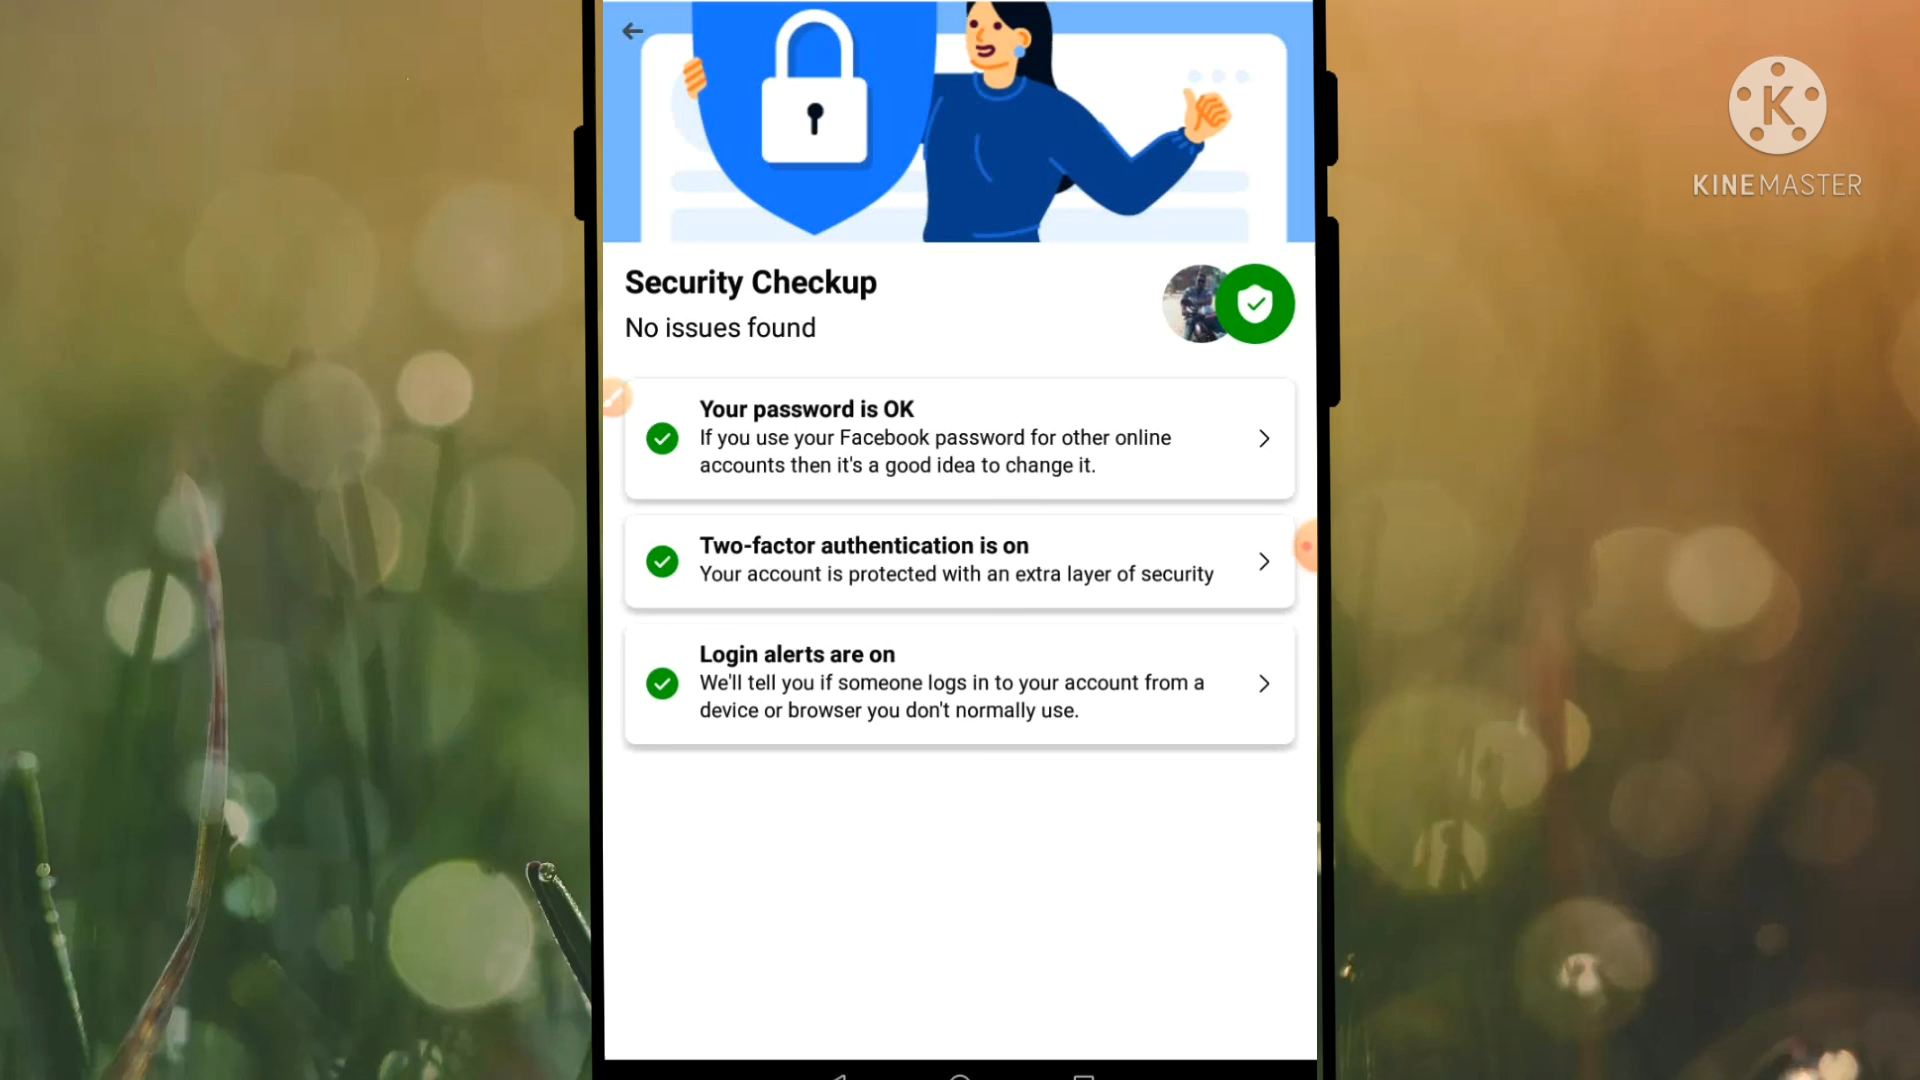 KINEMASTER
Security Checkup
No issues found
Your password is OK
If you use your Facebook password for other online
accounts then it's a good idea to change it.
Two-factor authentication is on
Your account is protected with an extra layer of security
Login alerts are on
We'll tell you if someone logs in to your account from a
device or browser you don't normally use.